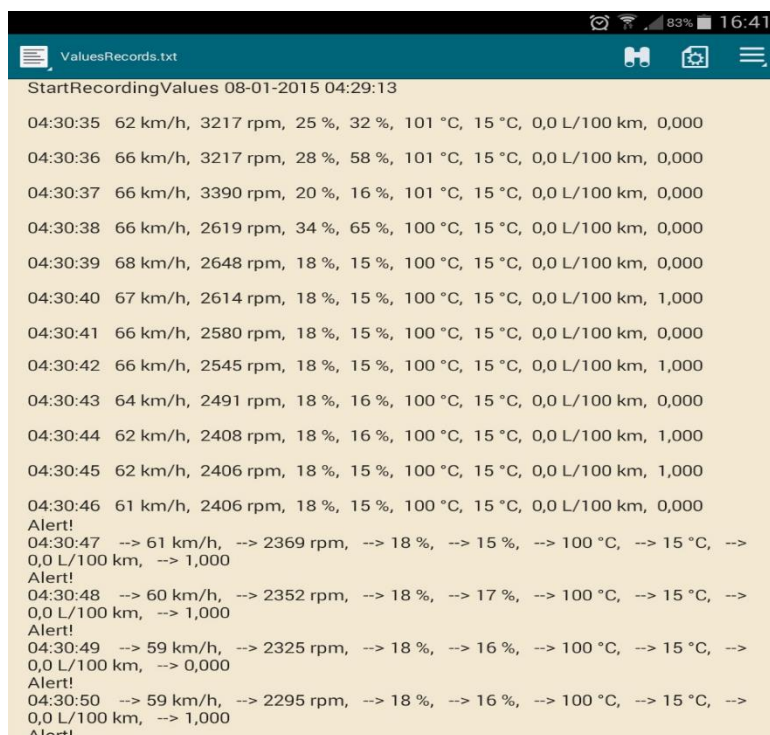 83% 16:41
ValuesRecords.txt
StartRecordingValues 08-01-2015 04:29:13
04:30:35 62 km/h, 3217 rpm, 25 %, 32 %, 101 °C, 15 °C, 0,0 L/100 km, 0,000
04:30:36 66 km/h, 3217 rpm, 28 %, 58 %, 101 °C, 15 °C, 0,0 L/100 km, 0,000
04:30:37 66 km/h, 3390 rpm, 20 %, 16 %, 101 °C, 15 °C, 0,0 L/100 km, 0,000
04:30:38 66 km/h, 2619 rpm, 34 %, 65 %, 100 °C, 15 °C, 0,0 L/100 km, 0,000
04:30:39 68 km/h, 2648 rpm, 18 %, 15 %, 100 °C, 15 °C, 0,0 L/100 km, 0,000
04:30:40 67 km/h, 2614 rpm, 18 %, 15 %, 100 °C, 15 °C, 0,0 L/100 km, 1,000
04:30:41 66 km/h, 2580 rpm, 18 %, 15 %, 100 °C, 15 °C, 0,0 L/100 km, 0,000
04:30:42 66 km/h, 2545 rpm, 18 %, 15 %, 100 °C, 15 °C, 0,0 L/100 km, 1,000
04:30:43 64 km/h, 2491 rpm, 18 %, 16 %, 100 °C, 15 °C, 0,0 L/100 km, 0,000
04:30:44 62 km/h, 2408 rpm, 18 %, 16 %, 100 °C, 15 °C, 0,0 L/100 km, 1,000
04:30:45 62 km/h, 2406 rpm, 18 %, 15 %, 100 °C, 15 °C, 0,0 L/100 km, 1,000
04:30:46 61 km/h, 2406 rpm, 18 %, 15 %, 100 °C, 15 °C, 0,0 L/100 km, 0,000
Alert!
04:30:47 --> 61 km/h, --> 2369 rpm, --> 18 %, --> 15 %, --> 100 °C, --> 15 °C, -->
0,0 L/100 km, --> 1,000
Alert!
04:30:48 --> 60 km/h, --> 2352 rpm, --> 18 %, --> 17 %, --> 100 °C, --> 15 °C, -->
0,0 L/100 km, --> 1,000
Alert!
04:30:49 --> 59 km/h, --> 2325 rpm, --> 18 %, --> 16 %, --> 100 °C, --> 15 °C, -->
0,0 L/100 km, --> 0,000
Alert!
04:30:50 --> 59 km/h, --> 2295 rpm, --> 18 %, --> 16 %, --> 100 °C, --> 15 °C, -->
0,0 L/100 km, --> 1,000
Alert!